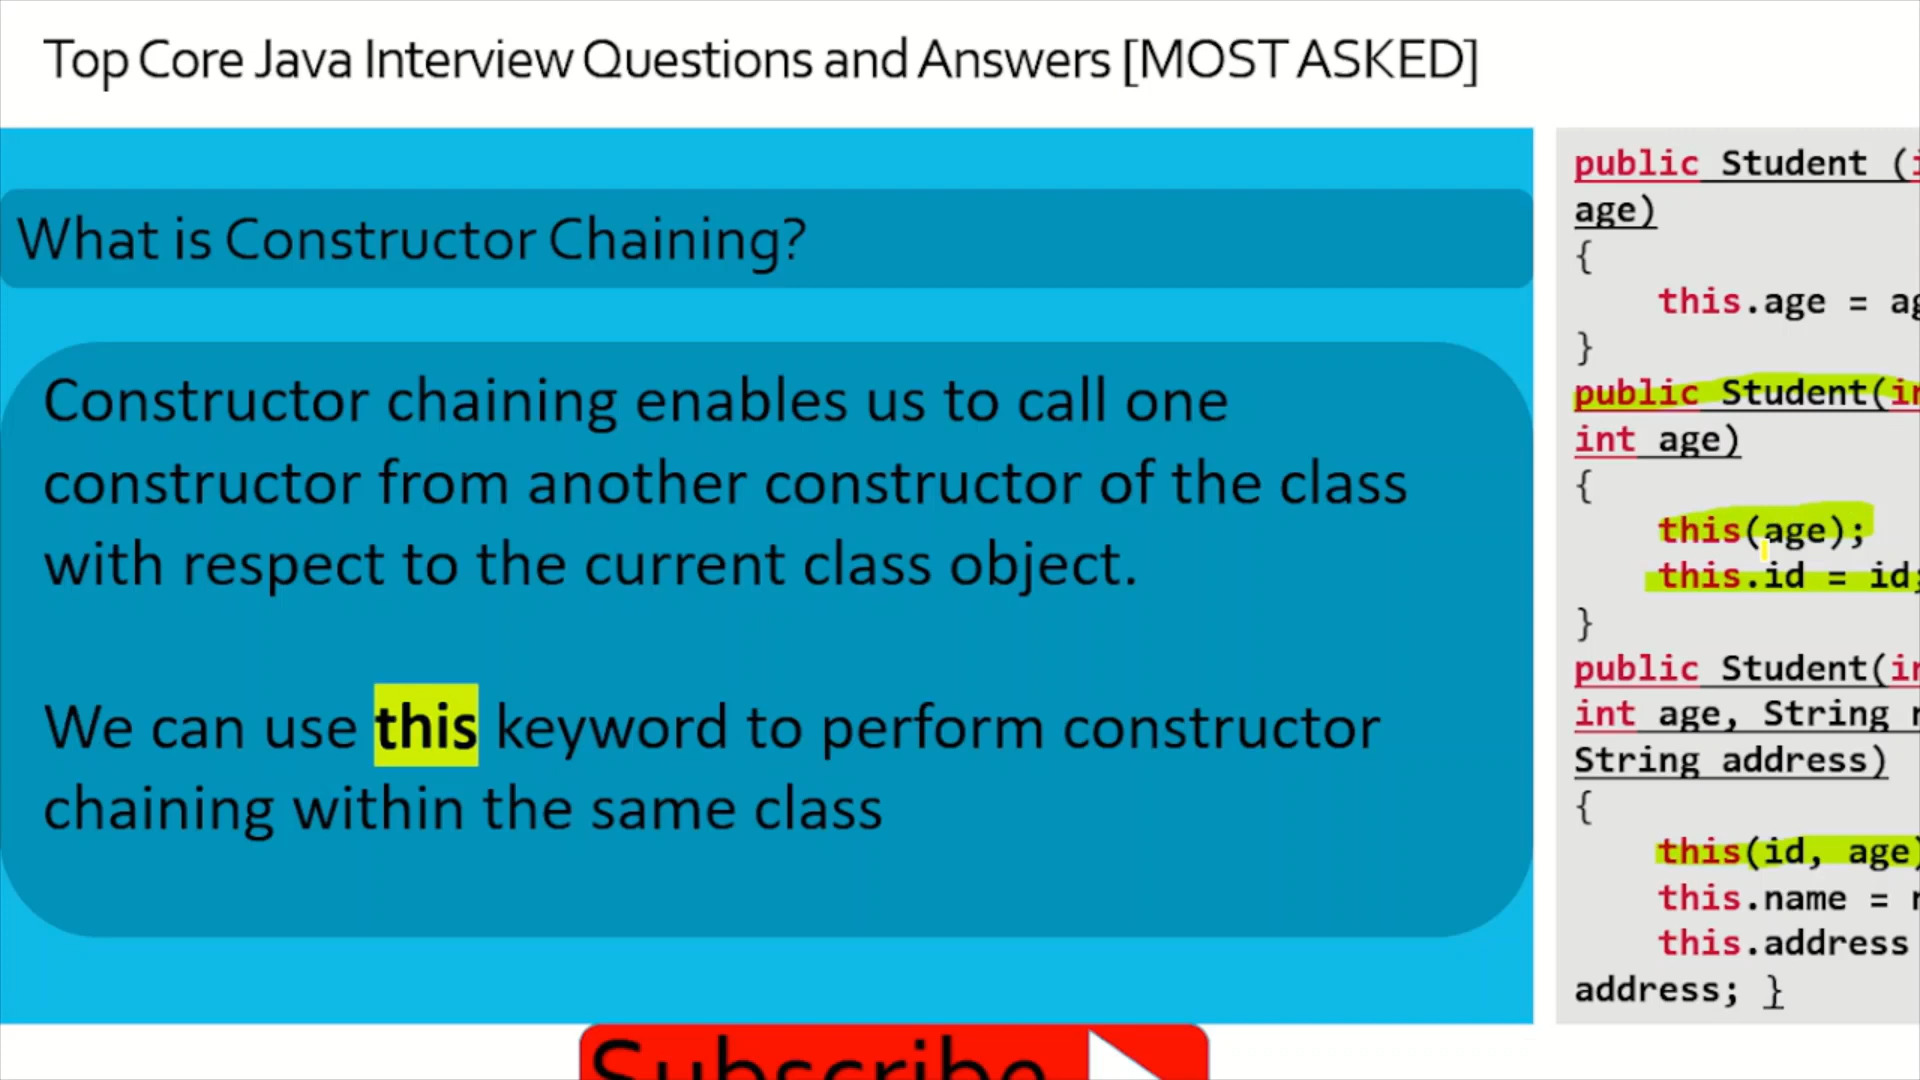 Top Core Java Interview Questions and Answers [MOST ASKED]
What is Constructor Chaining?
Constructor chaining enables us to call one
constructor from another constructor of the class
with respect to the current class object.
We can use this keyword to perform constructor
chaining within the same class
public Student (
age)
{
this.age =
}
public Student(
int age)
{
this(age);
this.id = id;
}
public Student(
int age, String
String address)
{
this(id, age)
this.name =
this.address
address; }
Subscribe